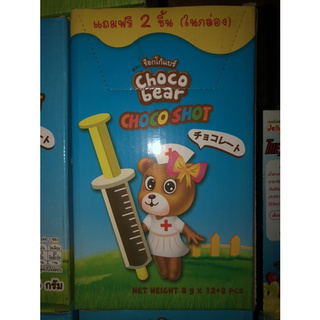 แถมฟรี 2 ชิ้น (ในกล่อง)
ช็อกโก้แบร์
Choco
bear
CHOCO SHOT
チョコレート
NET WEIGHT 8 g x 12+2 PCS
กรัม